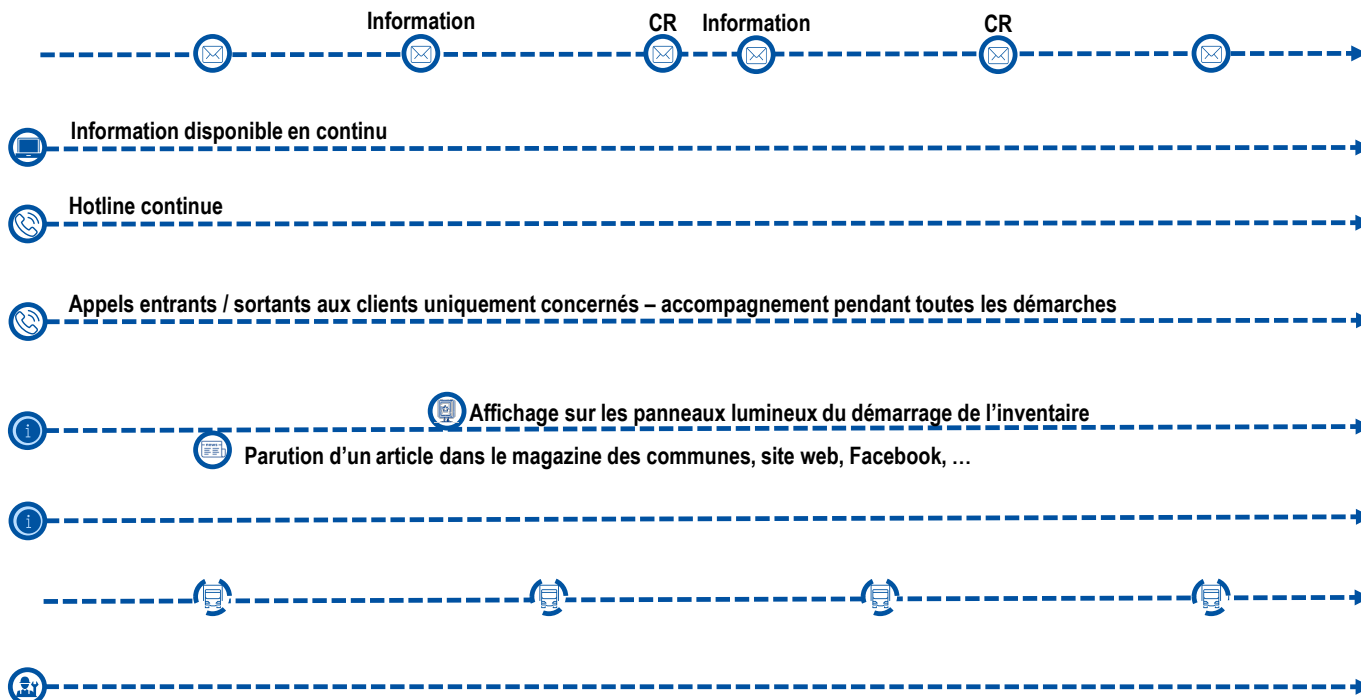 Information CR Information CR
Information disponible en continu
Hotline continue
Appels entrants / sortants aux clients uniquement concernés – accompagnement pendant toutes les démarches
Affichage sur les panneaux lumineux du démarrage de l’inventaire
Parution d’un article dans le magazine des communes, site web, Facebook, …